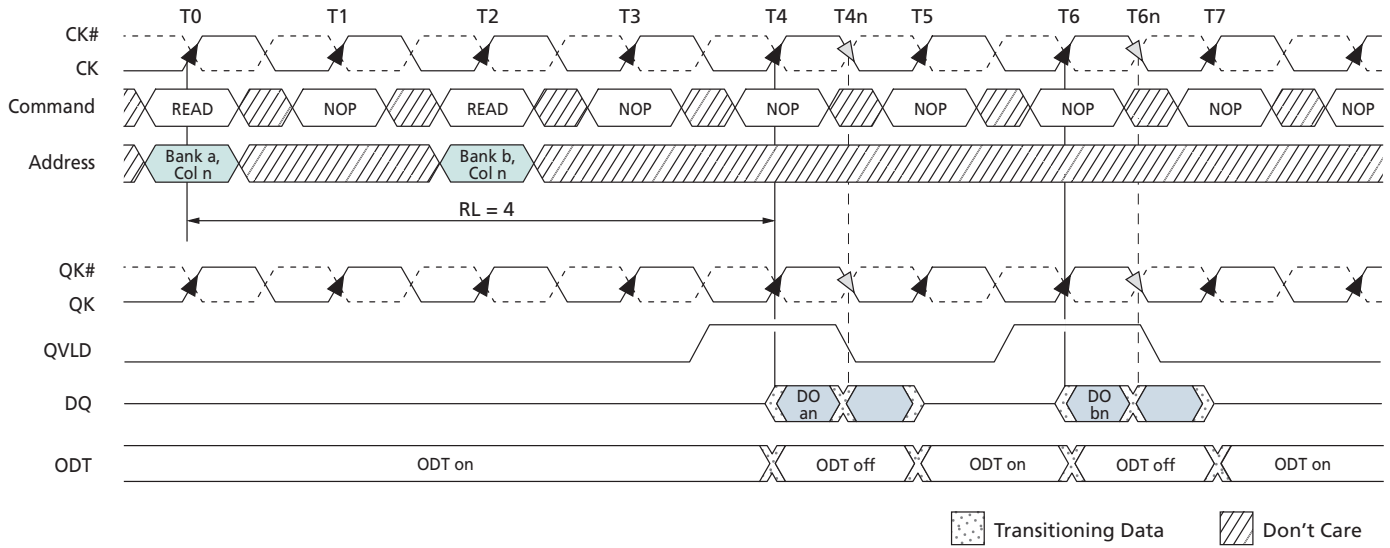 T0 T1 T2 T3 T4 T4n T5 T6 T6n T7
CK#
CK
Command READ NOP READ NOP NOP NOP NOP NOP NOP
Address Bank a, Col n Bank b, Col n
RL = 4
QK#
QK
QVLD
DQ DO an DO bn
ODT ODT on ODT off ODT on ODT off ODT on
Transitioning Data Don't Care